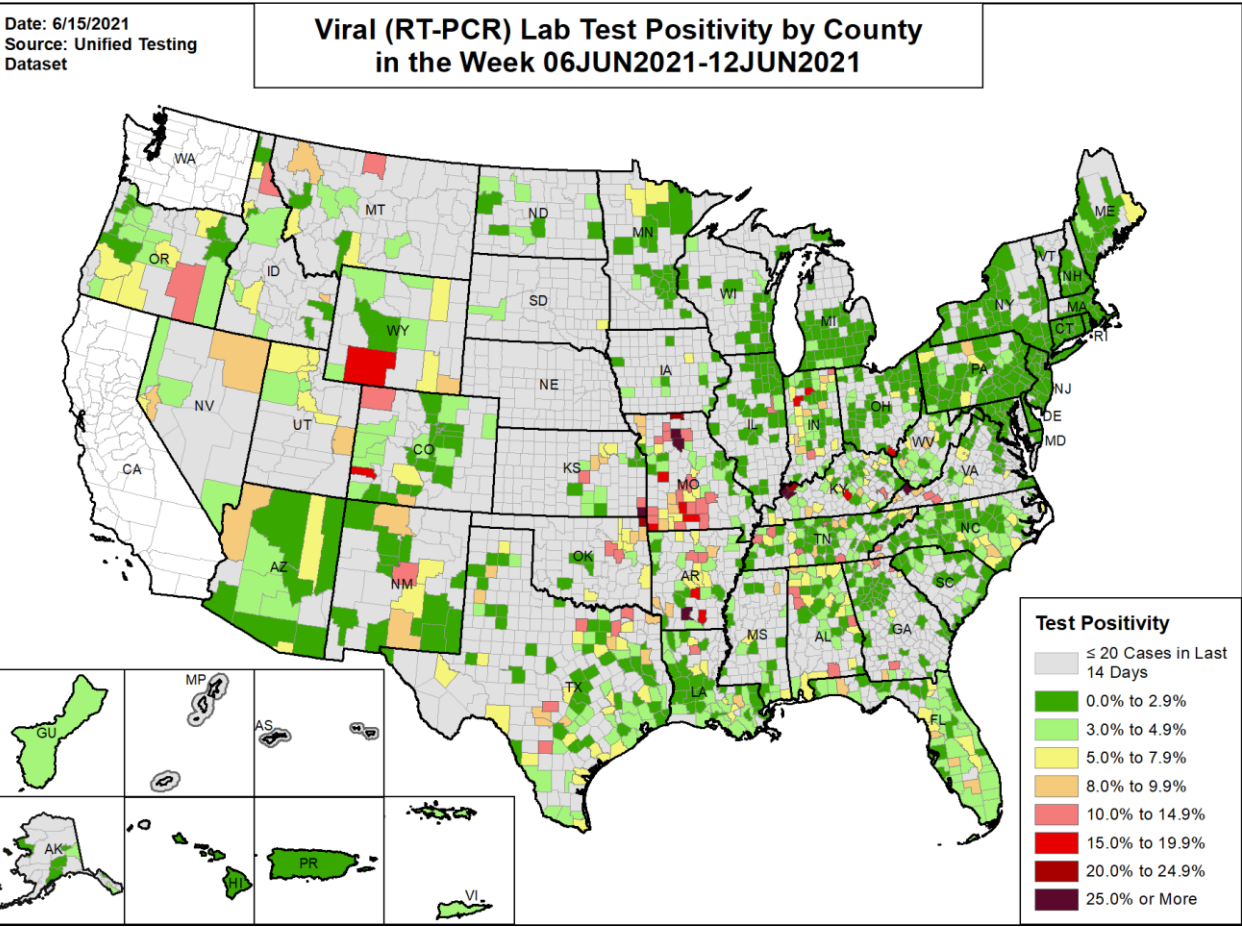 Date: 6/15/2021
Source: Unified Testing
Dataset
Viral (RT-PCR) Lab Test Positivity by County
in the Week 06JUN2021-12JUN2021
WA
MT
ND
MN
ME
OR
ID
SD
WI
MI
VT
NH
NY
MA
CT
RI
WY
IA
NE
PA
NJ
NV
UT
CO
IL
IN
OH
DE
MD
WV
VA
CA
KS
MO
KY
AZ
NM
OK
AR
TN
NC
SC
TX
LA
MS
AL
GA
FL
GU
MP
AS
AK
HI
PR
VI
Test Positivity
≤ 20 Cases in Last
14 Days
0.0% to 2.9%
3.0% to 4.9%
5.0% to 7.9%
8.0% to 9.9%
10.0% to 14.9%
15.0% to 19.9%
20.0% to 24.9%
25.0% or More